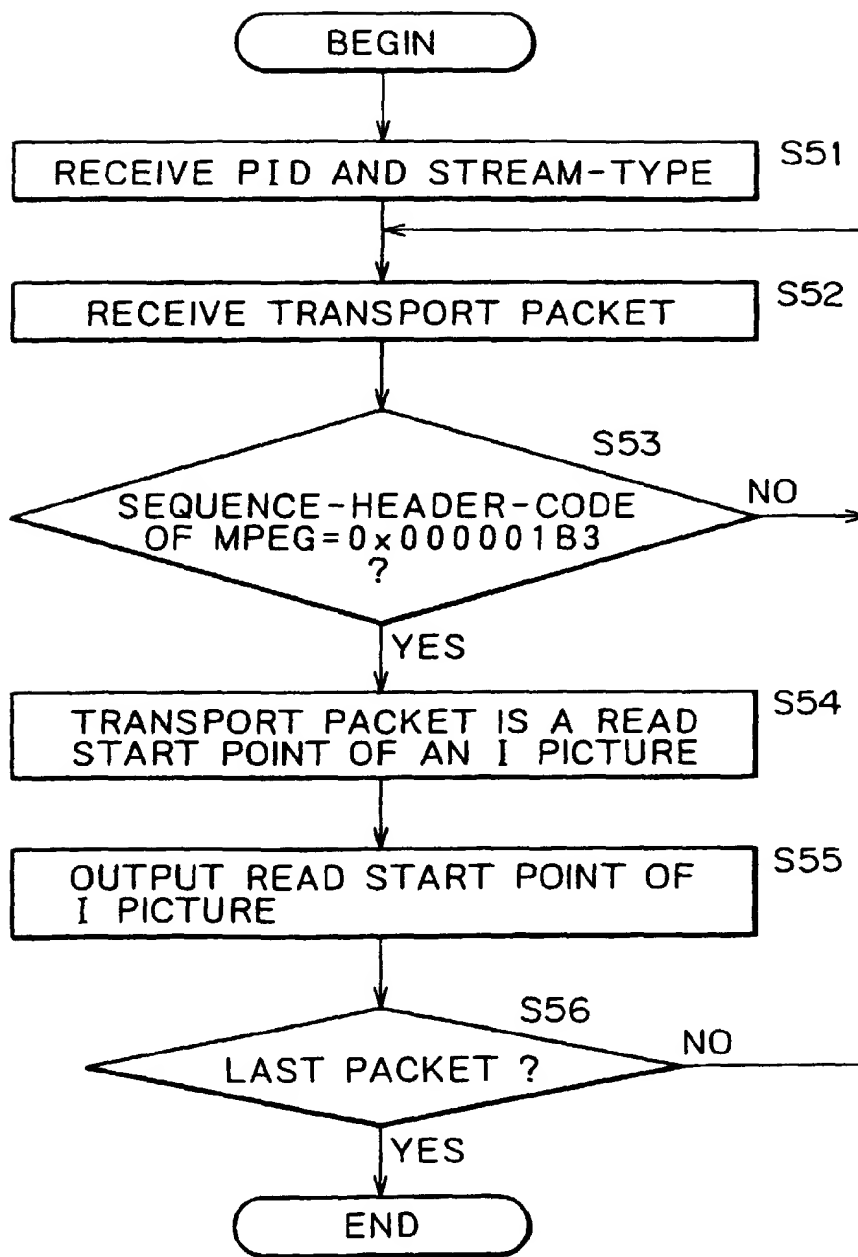 BEGIN
S51
RECEIVE PID AND STREAM-TYPE
S52
RECEIVE TRANSPORT PACKET
S53
SEQUENCE-HEADER-CODE
OF MPEG=0x000001B3
?
NO
YES
S54
TRANSPORT PACKET IS A READ
START POINT OF AN I PICTURE
S55
OUTPUT READ START POINT OF
I PICTURE
S56
LAST PACKET ?
NO
YES
END